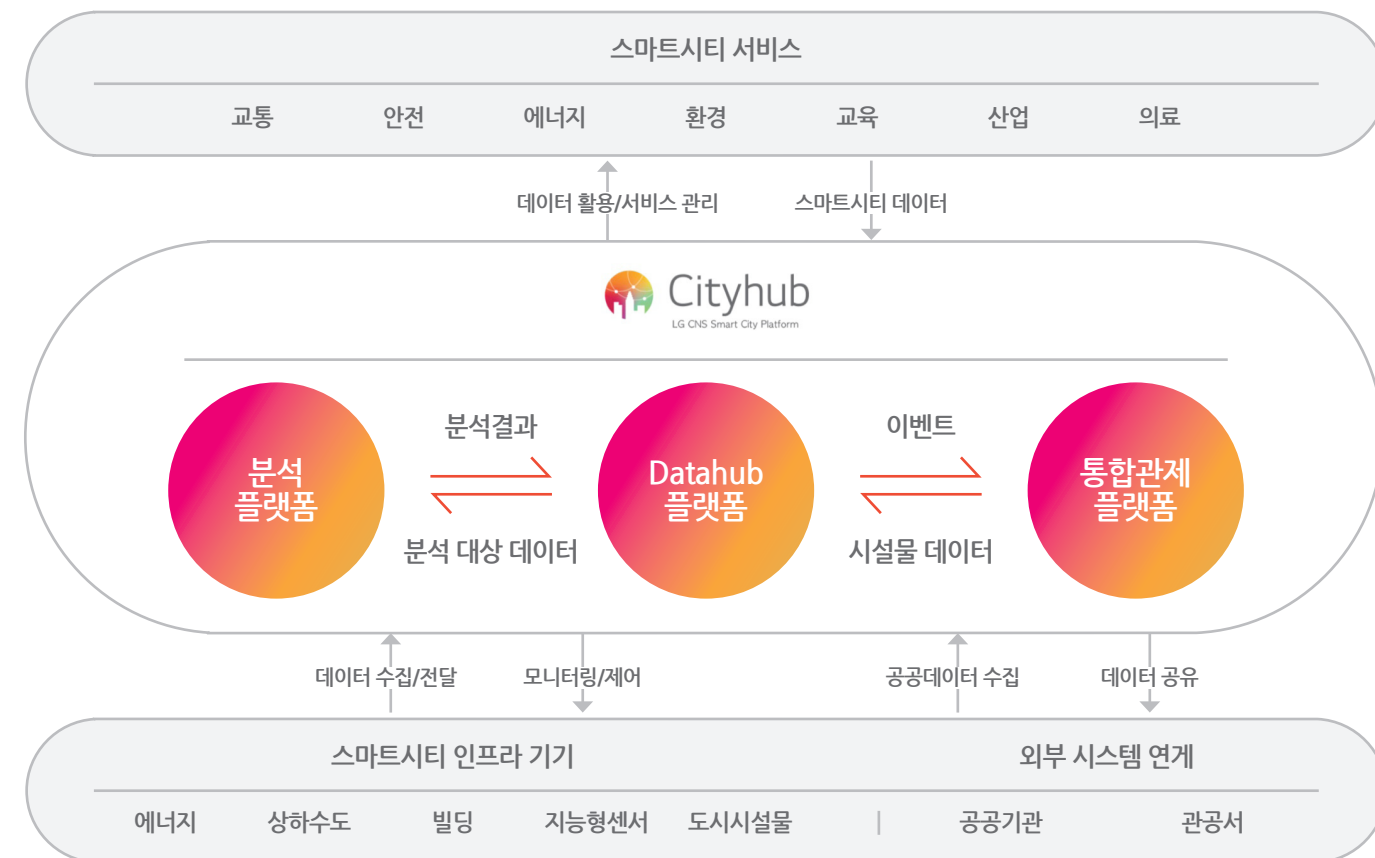 스마트시티 서비스
교통 안전 에너지 환경 교육 산업 의료
데이터 활용/서비스 관리 스마트시티 데이터
Cityhub
LG CNS Smart City Platform
분석결과 이벤트
분석
플랫폼
Datahub
플랫폼
통합관제
플랫폼
분석 대상 데이터 시설물 데이터
데이터 수집/전달 모니터링/제어 공공데이터 수집 데이터 공유
스마트시티 인프라 기기 외부 시스템 연게
에너지 상하수도 빌딩 지능형센서 도시시설물 | 공공기관 관공서